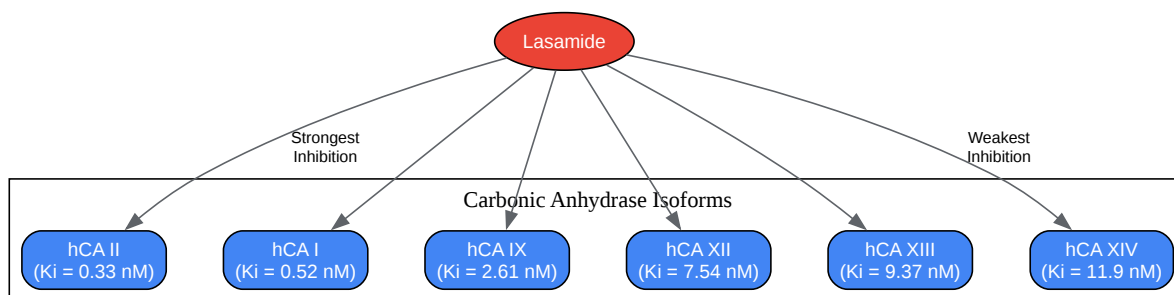 Lasamide
Strongest
Inhibition
Weakest
Inhibition
Carbonic Anhydrase Isoforms
hCA II
(Ki = 0.33 nM)
hCA I
(Ki = 0.52 nM)
hCA IX
(Ki = 2.61 nM)
hCA XII
(Ki = 7.54 nM)
hCA XIII
(Ki = 9.37 nM)
hCA XIV
(Ki = 11.9 nM)